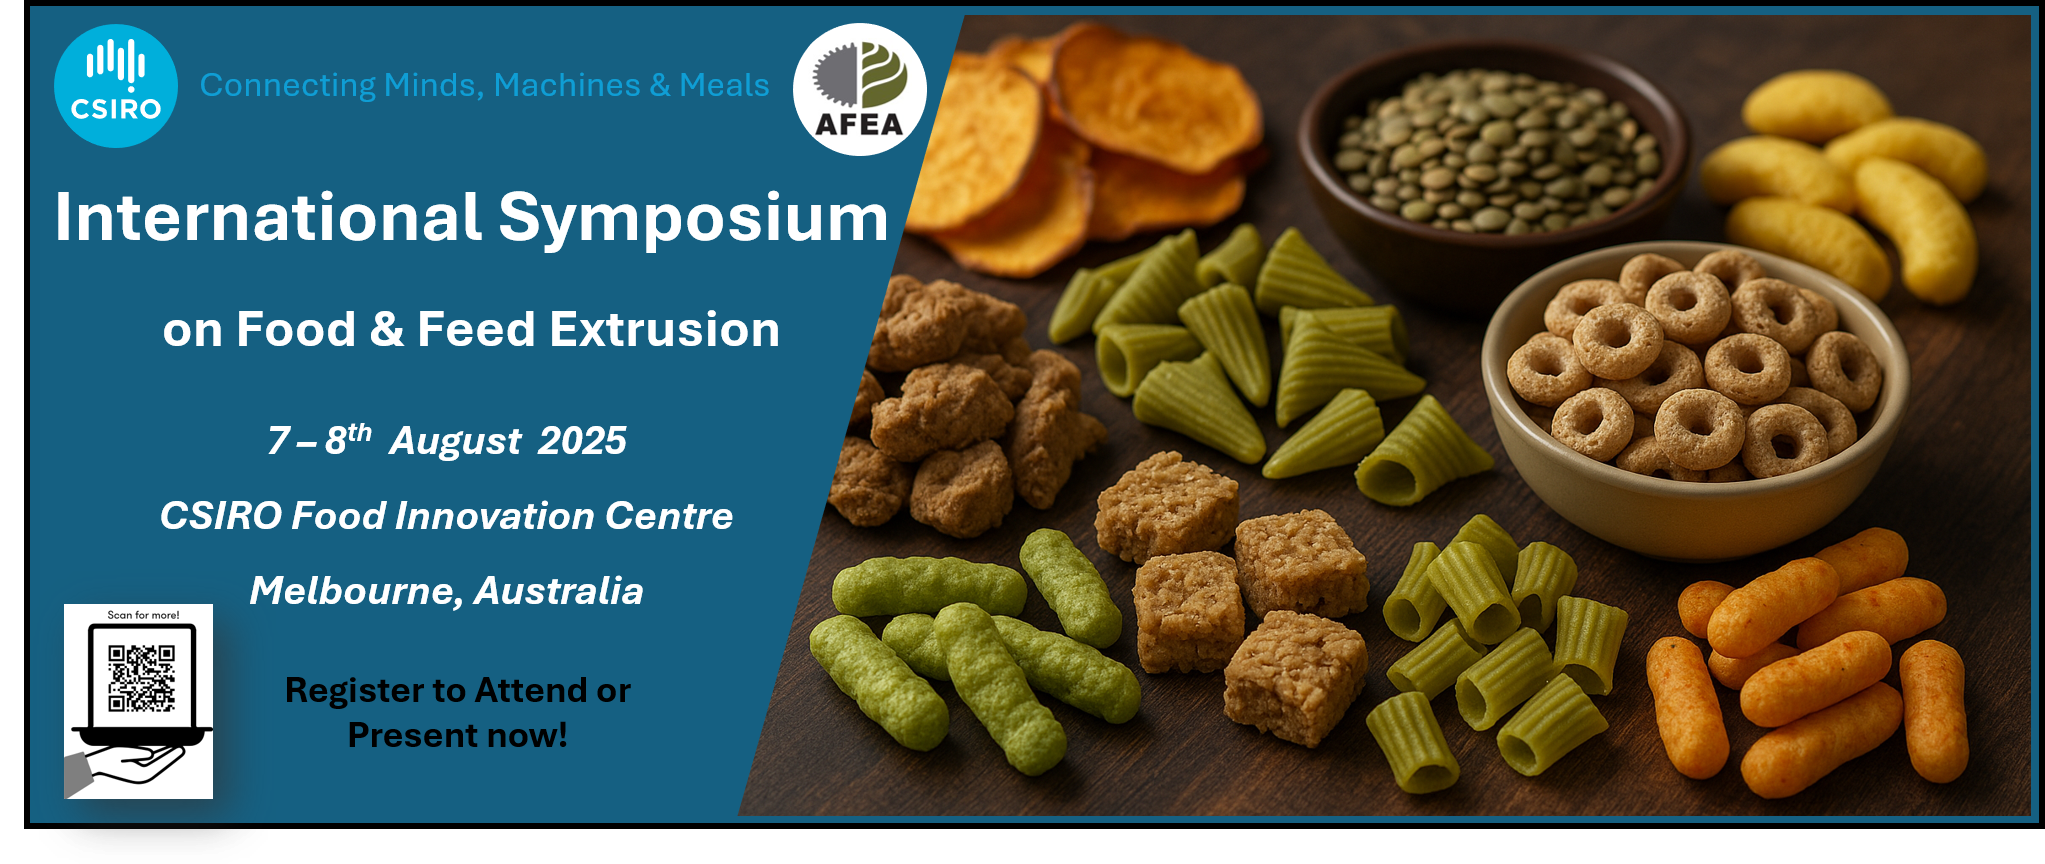 CSIRO
Connecting Minds, Machines & Meals
AFEA
International Symposium
on Food & Feed Extrusion
7 – 8th August 2025
CSIRO Food Innovation Centre
Melbourne, Australia
Scan for more!
Register to Attend or
Present now!